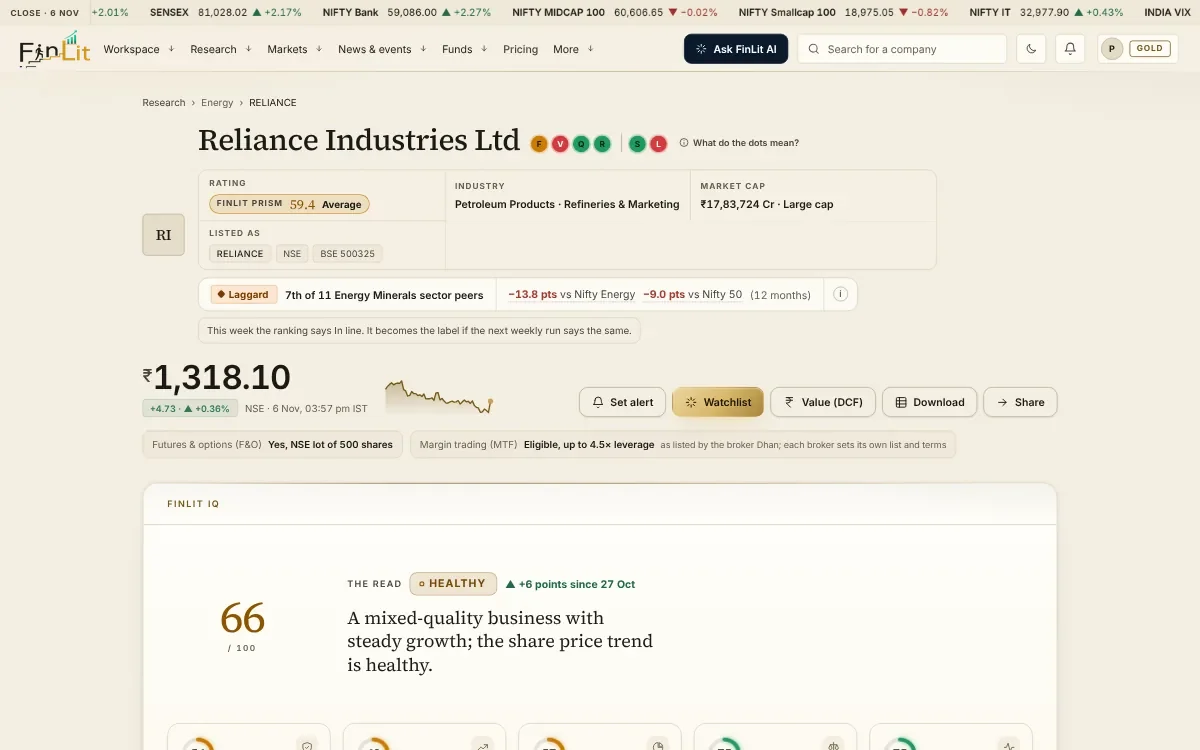 CLOSE · 6 NOV +2.01% SENSEX 81,028.02 ▲ +2.17% NIFTY Bank 59,086.00 ▲ +2.27% NIFTY MIDCAP 100 60,606.65 ▼ −0.02% NIFTY Smallcap 100 18,975.05 ▼ −0.82% NIFTY IT 32,977.90 ▲ +0.43% INDIA VIX
FinLit Workspace Research Markets News & events Funds Pricing More Ask FinLit AI Search for a company P GOLD
Research › Energy › RELIANCE
Reliance Industries Ltd F V Q R S L What do the dots mean?
RATING
FINLIT PRISM 59.4 Average
INDUSTRY
Petroleum Products · Refineries & Marketing
MARKET CAP
₹17,83,724 Cr · Large cap
RI
LISTED AS
RELIANCE NSE BSE 500325
◆ Laggard 7th of 11 Energy Minerals sector peers −13.8 pts vs Nifty Energy −9.0 pts vs Nifty 50 (12 months) i
This week the ranking says In line. It becomes the label if the next weekly run says the same.
₹1,318.10
+4.73 · ▲ +0.36% NSE · 6 Nov, 03:57 pm IST
Set alert Watchlist ₹ Value (DCF) Download Share
Futures & options (F&O) Yes, NSE lot of 500 shares Margin trading (MTF) Eligible, up to 4.5× leverage as listed by the broker Dhan; each broker sets its own list and terms
FINLIT IQ
66
/ 100
THE READ HEALTHY ▲ +6 points since 27 Oct
A mixed-quality business with
steady growth; the share price trend
is healthy.